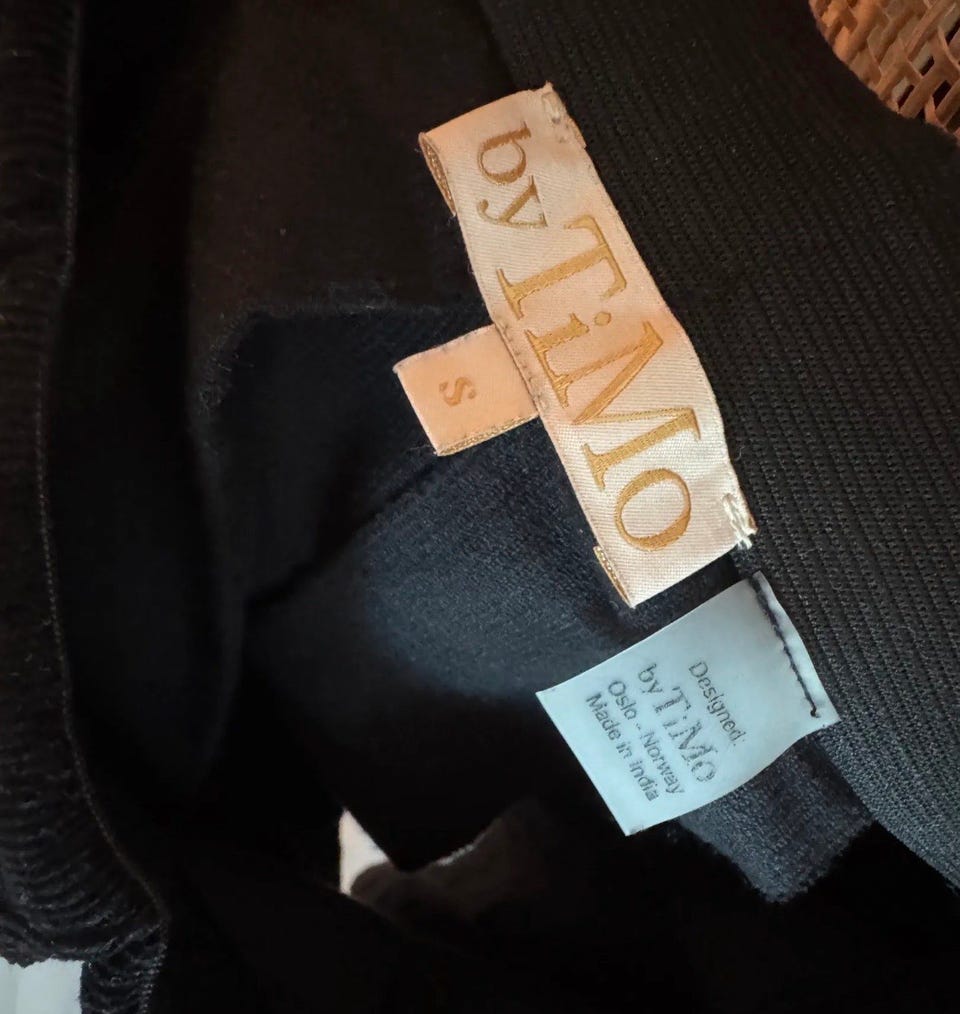 by TiMo
S
Designed:
by TiMo
Oslo - Norway
Made in India